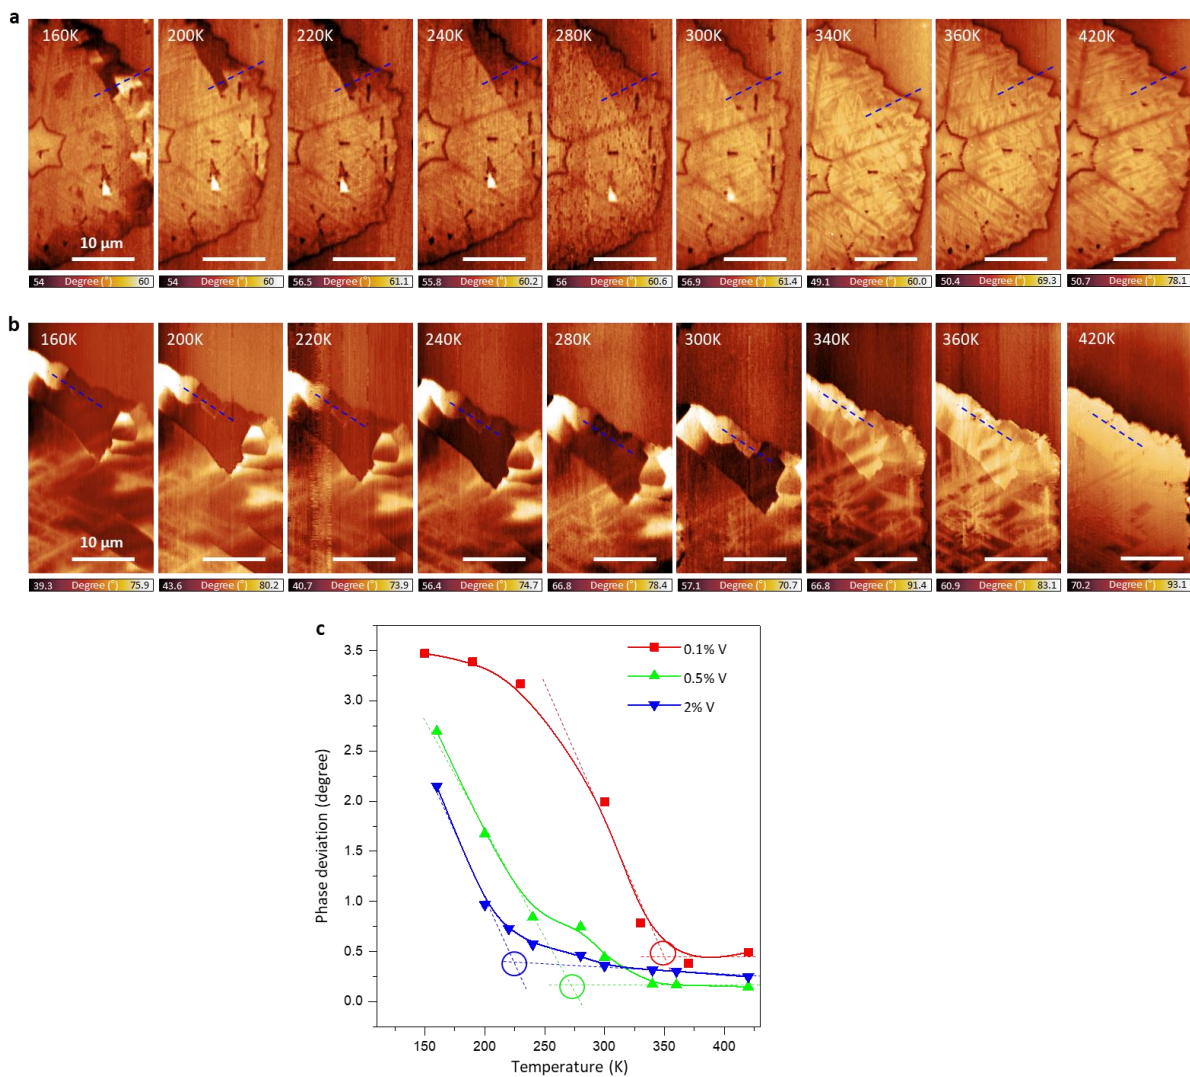 a
160K 200K 220K 240K 280K 300K 340K 360K 420K
10 µm
54 Degree (°) 60 54 Degree (°) 60 56.5 Degree (°) 61.1 55.8 Degree (°) 60.2 56 Degree (°) 60.6 56.9 Degree (°) 61.4 49.1 Degree (°) 60.0 50.4 Degree (°) 69.3 50.7 Degree (°) 78.1
b
160K 200K 220K 240K 280K 300K 340K 360K 420K
10 µm
39.3 Degree (°) 75.9 43.6 Degree (°) 80.2 40.7 Degree (°) 73.9 56.4 Degree (°) 74.7 66.8 Degree (°) 78.4 57.1 Degree (°) 70.7 66.8 Degree (°) 91.4 60.9 Degree (°) 83.1 70.2 Degree (°) 93.1
c
0.1% V
0.5% V
2% V
3.5
3.0
2.5
2.0
1.5
1.0
0.5
0.0
Phase deviation (degree)
150 200 250 300 350 400
Temperature (K)